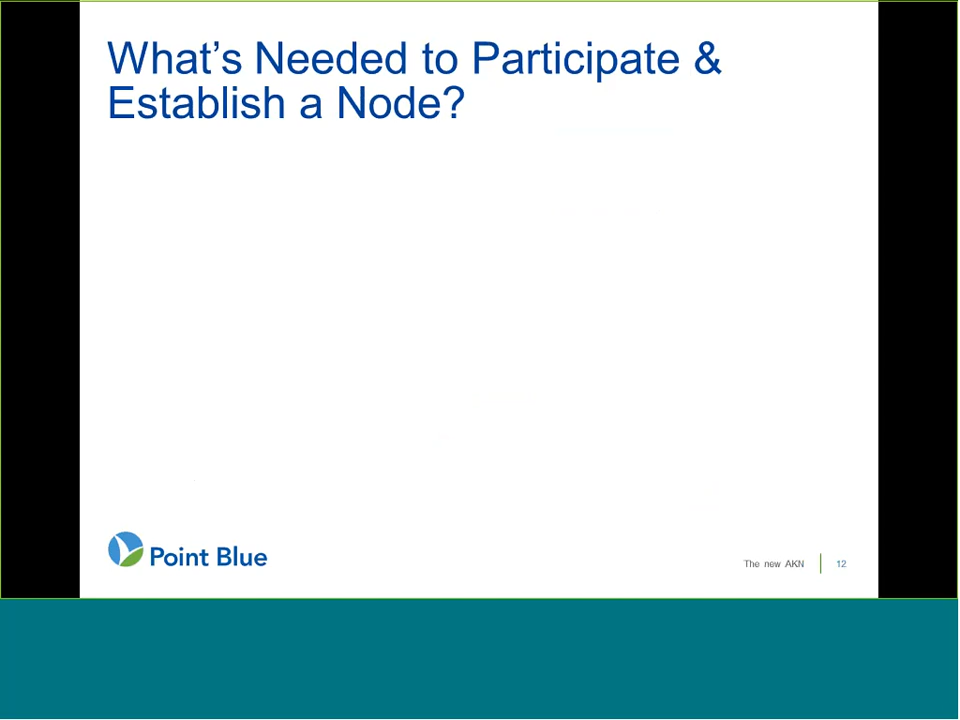 What’s Needed to Participate &
Establish a Node?
Point Blue
The new AKN
12